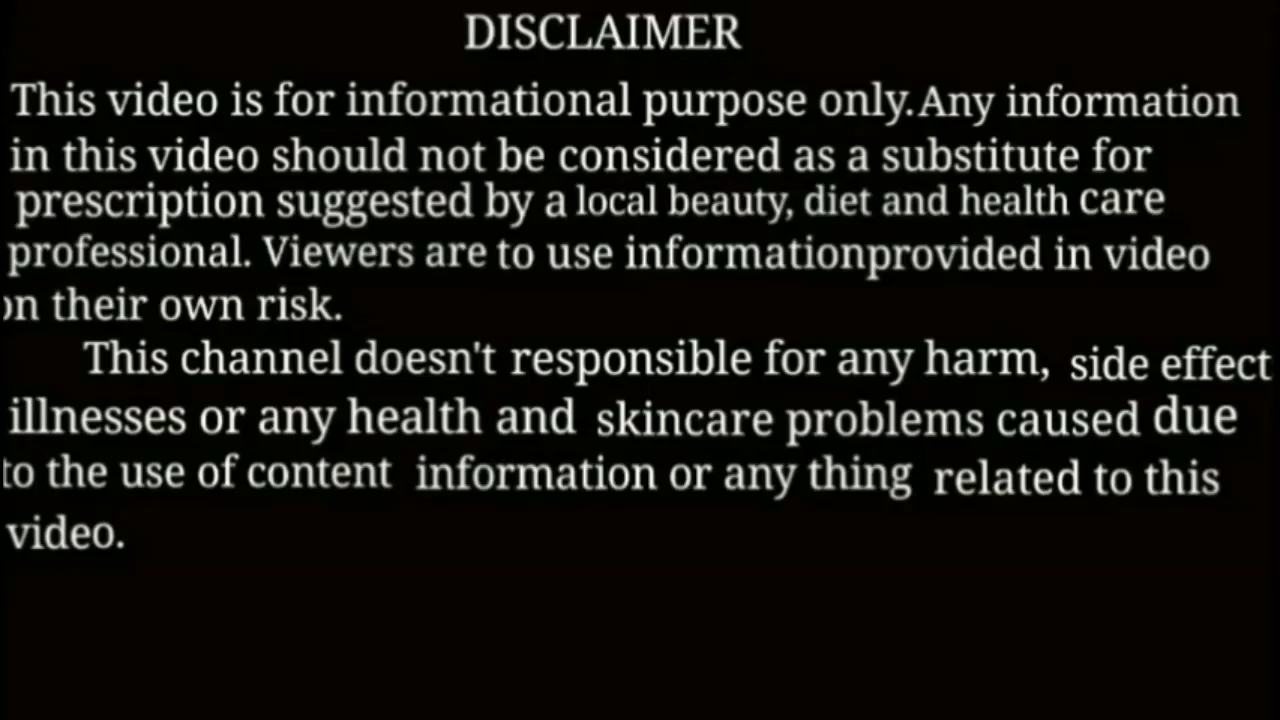 DISCLAIMER
This video is for informational purpose only.Any information
in this video should not be considered as a substitute for
prescription suggested by a local beauty, diet and health care
professional. Viewers are to use informationprovided in video
on their own risk.
This channel doesn't responsible for any harm, side effect
illnesses or any health and skincare problems caused due
to the use of content information or any thing related to this
video.